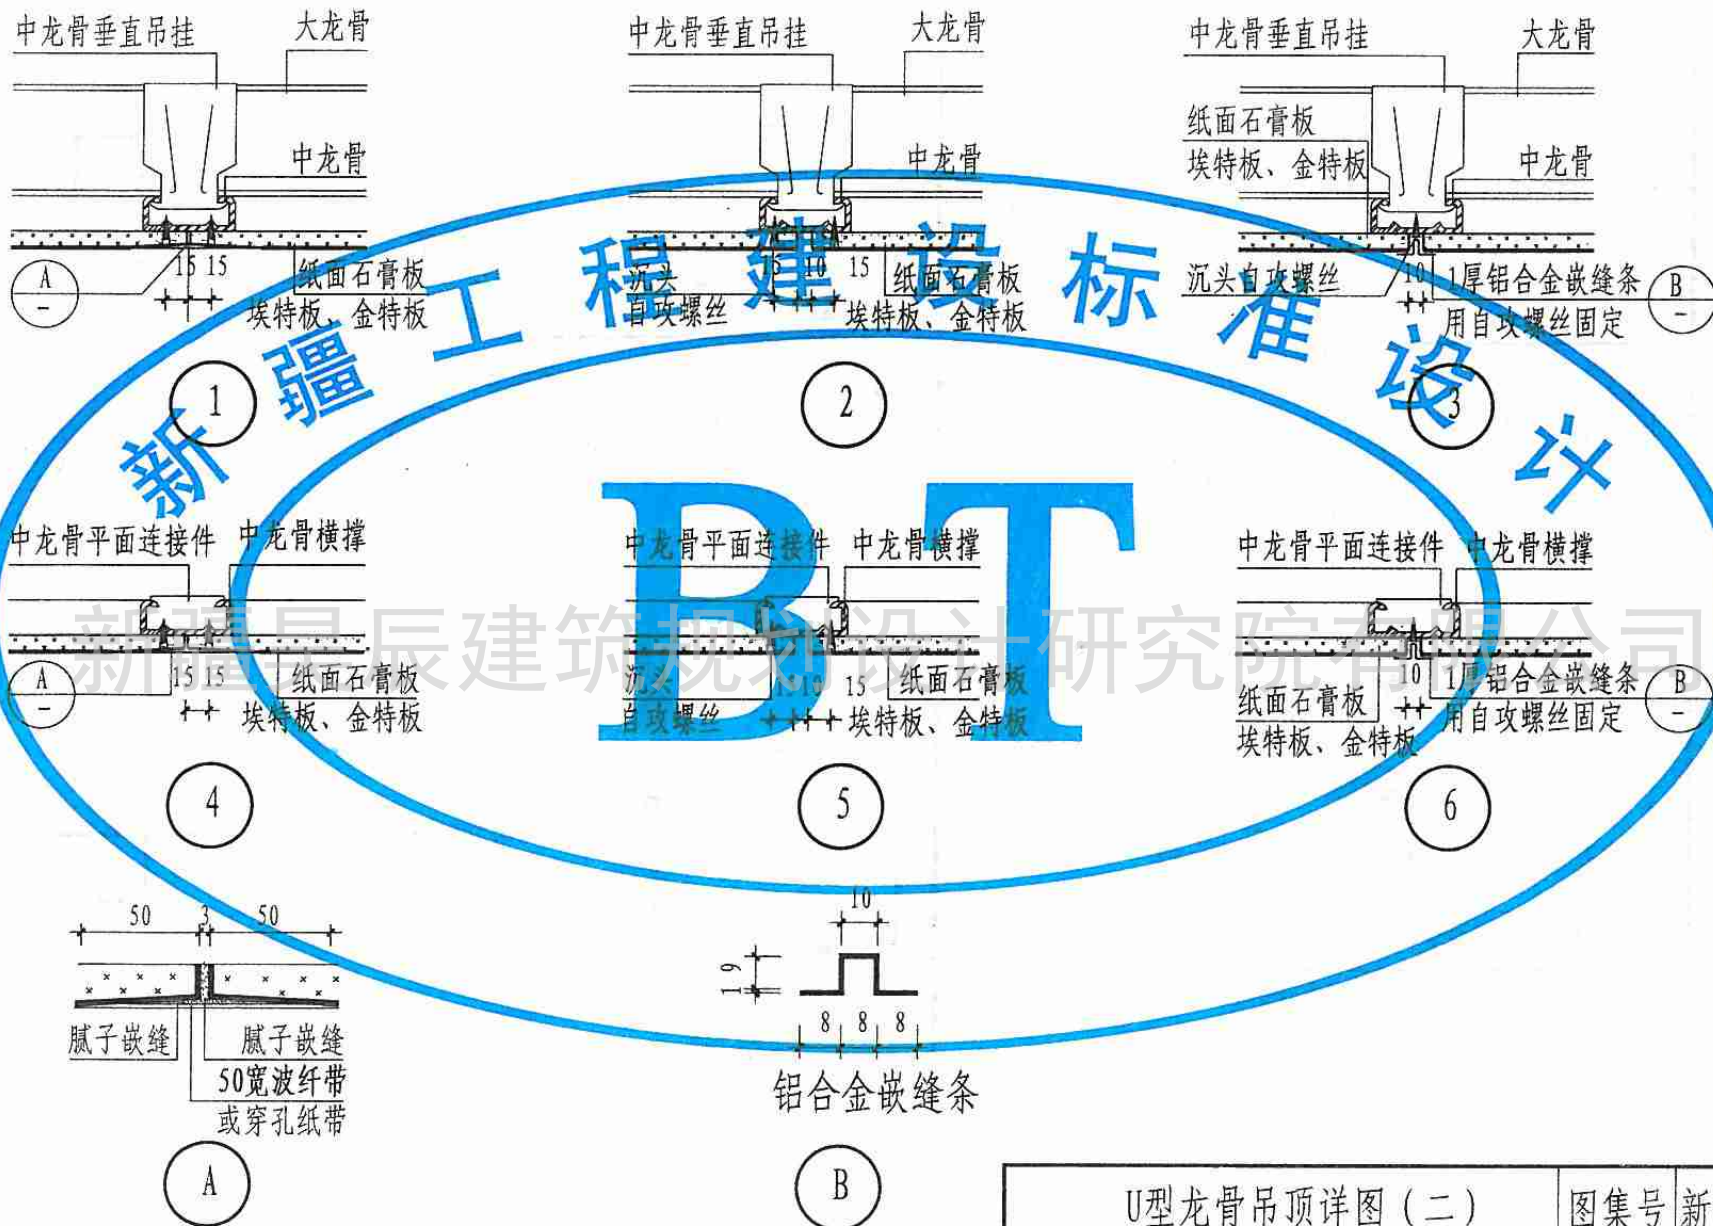 中龙骨垂直吊挂
大龙骨
中龙骨
A
-
15 15
纸面石膏板
埃特板、金特板
1
中龙骨垂直吊挂
大龙骨
中龙骨
沉头
自攻螺丝
15 10 15
纸面石膏板
埃特板、金特板
2
中龙骨垂直吊挂
大龙骨
纸面石膏板
埃特板、金特板
中龙骨
沉头自攻螺丝
10
1厚铝合金嵌缝条
用自攻螺丝固定
B
-
3
新疆工程建设标准设计
BT
中龙骨平面连接件
中龙骨横撑
A
-
15 15
纸面石膏板
埃特板、金特板
4
中龙骨平面连接件
中龙骨横撑
沉头
自攻螺丝
15 10 15
纸面石膏板
埃特板、金特板
5
中龙骨平面连接件
中龙骨横撑
纸面石膏板
埃特板、金特板
10
1厚铝合金嵌缝条
用自攻螺丝固定
B
-
6
新疆昊辰建筑规划设计研究院有限公司
50 3 50
腻子嵌缝
腻子嵌缝
50宽玻纤带
或穿孔纸带
A
10
1 9
8 8 8
铝合金嵌缝条
B
U型龙骨吊顶详图（二）
图集号
新